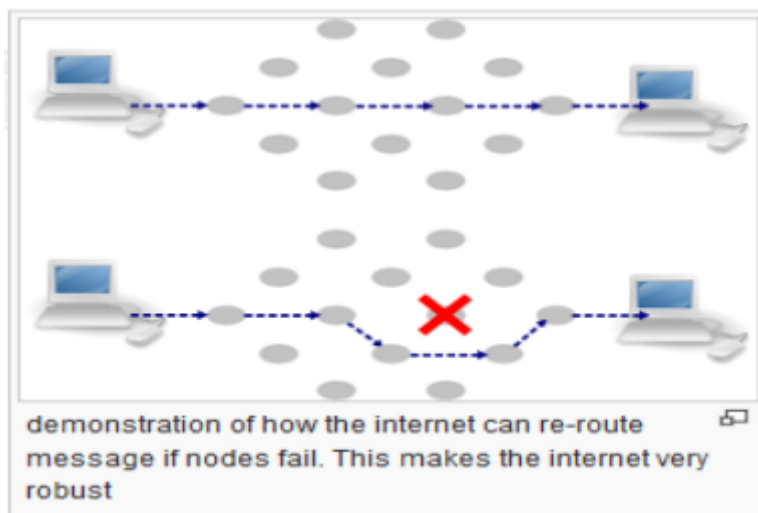 demonstration of how the internet can re-route
message if nodes fail. This makes the internet very
robust